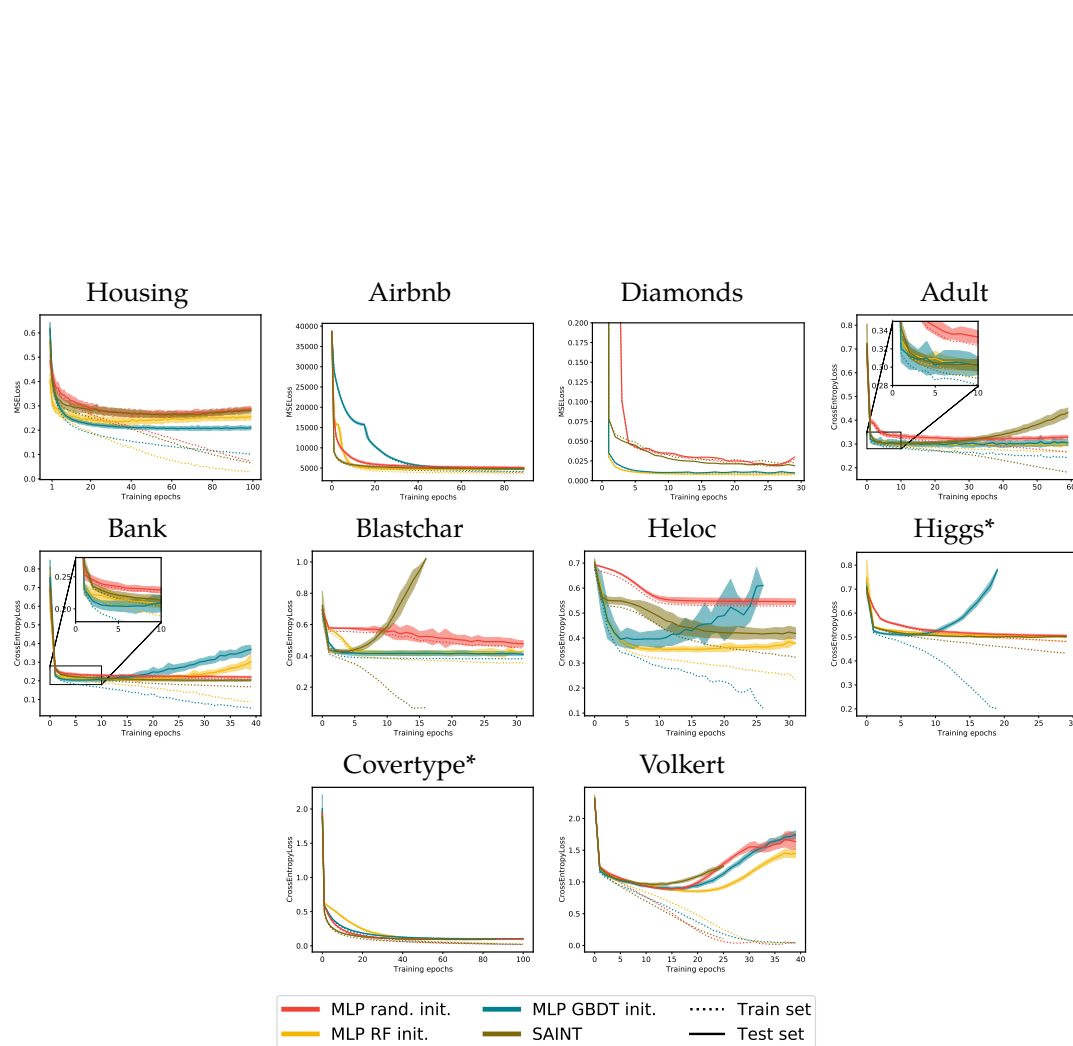 Housing Airbnb Diamonds Adult
0.6 0.5 0.4 0.3 0.2 0.1 0.0
MSELoss
1 20 40 60 80 100
Training epochs
40000 35000 30000 25000 20000 15000 10000 5000
MSELoss
0 20 40 60 80
Training epochs
0.200 0.175 0.150 0.125 0.100 0.075 0.050 0.025 0.000
MSELoss
0 5 10 15 20 25 30
Training epochs
0.8 0.7 0.6 0.5 0.4 0.3 0.2
CrossEntropyLoss
0.34 0.30 0.28
0 5 10
0 10 20 30 40 50 60
Training epochs
Bank Blastchar Heloc Higgs*
0.8 0.7 0.6 0.5 0.4 0.3 0.2 0.1
CrossEntropyLoss
0.25 0.20
0 5 10
0 5 10 15 20 25 30 35 40
Training epochs
1.0 0.8 0.6 0.4 0.2
CrossEntropyLoss
0 5 10 15 20 25 30
Training epochs
0.7 0.6 0.5 0.4 0.3 0.2 0.1
CrossEntropyLoss
0 5 10 15 20 25 30
Training epochs
0.8 0.7 0.6 0.5 0.4 0.3 0.2
CrossEntropyLoss
0 5 10 15 20 25 30
Training epochs
Covertype* Volkert
2.0 1.5 1.0 0.5 0.0
CrossEntropyLoss
0 20 40 60 80 100
Training epochs
2.0 1.5 1.0 0.5 0.0
CrossEntropyLoss
0 5 10 15 20 25 30 35 40
Training epochs
MLP rand. init. MLP GBDT init. Train set
MLP RF init. SAINT Test set